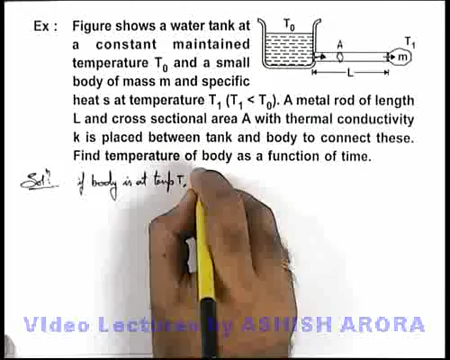 Ex : Figure shows a water tank at
a constant maintained
temperature T₀ and a small
body of mass m and specific
heat s at temperature T₁ (T₁ < T₀). A metal rod of length
L and cross sectional area A with thermal conductivity
k is placed between tank and body to connect these.
Find temperature of body as a function of time.
T₀
A
T₁
m
L
Solⁿ if body is at temp T,
Video Lectures by ASHISH ARORA